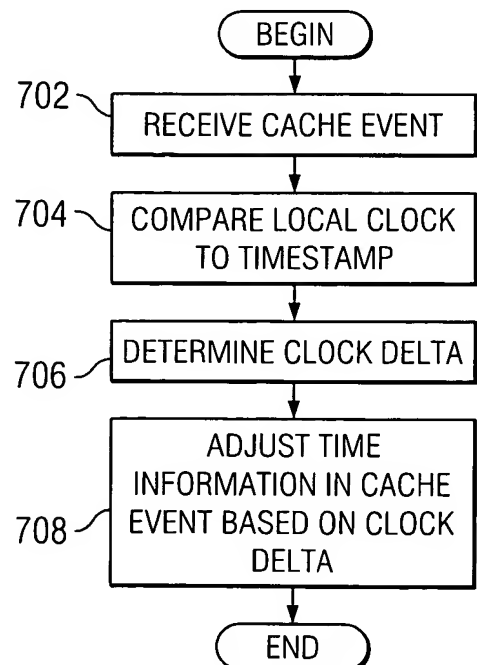 BEGIN
702
RECEIVE CACHE EVENT
704
COMPARE LOCAL CLOCK
TO TIMESTAMP
706
DETERMINE CLOCK DELTA
708
ADJUST TIME
INFORMATION IN CACHE
EVENT BASED ON CLOCK
DELTA
END